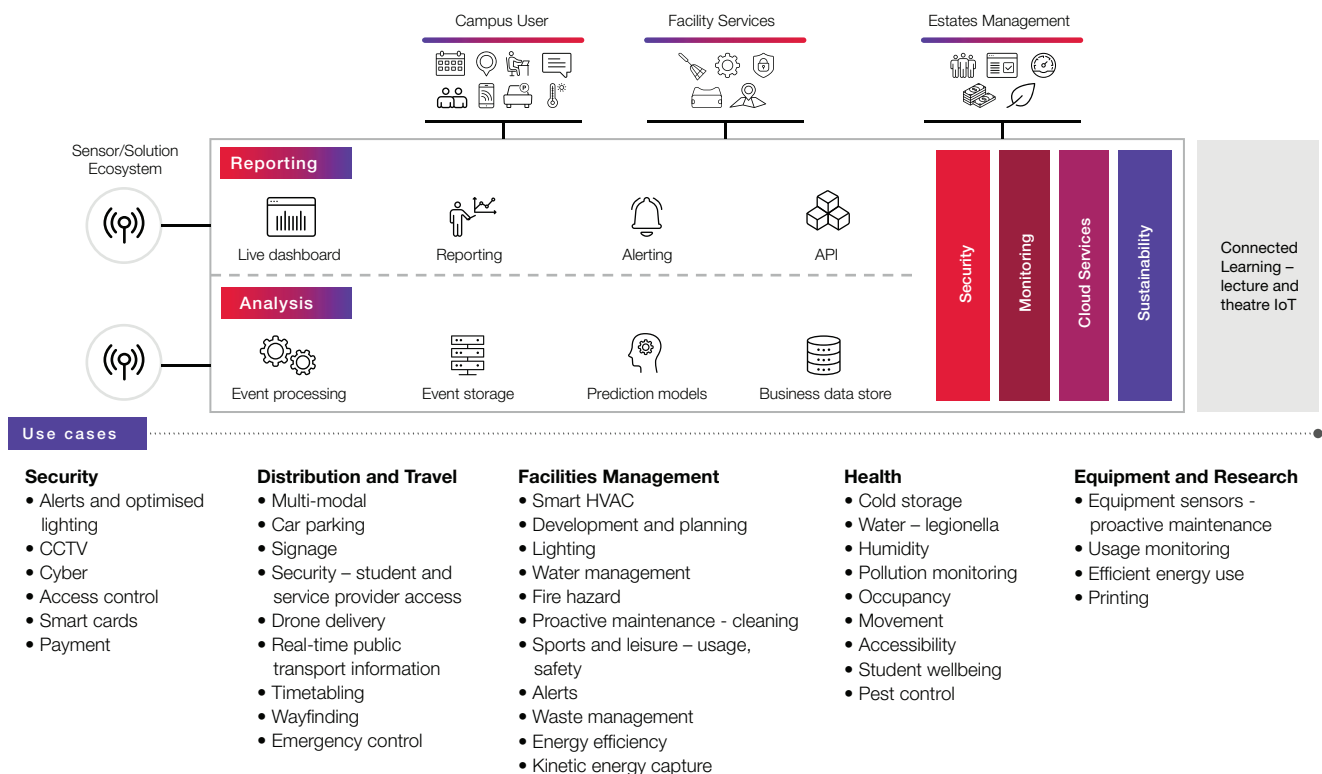 Campus User
Facility Services
Estates Management
Sensor/Solution
Ecosystem
Reporting
Live dashboard
Reporting
Alerting
API
Analysis
Event processing
Event storage
Prediction models
Business data store
Security
Monitoring
Cloud Services
Sustainability
Connected
Learning –
lecture and
theatre IoT
Use cases
Security
• Alerts and optimised
lighting
• CCTV
• Cyber
• Access control
• Smart cards
• Payment
Distribution and Travel
• Multi-modal
• Car parking
• Signage
• Security – student and
service provider access
• Drone delivery
• Real-time public
transport information
• Timetabling
• Wayfinding
• Emergency control
Facilities Management
• Smart HVAC
• Development and planning
• Lighting
• Water management
• Fire hazard
• Proactive maintenance - cleaning
• Sports and leisure – usage,
safety
• Alerts
• Waste management
• Energy efficiency
• Kinetic energy capture
Health
• Cold storage
• Water – legionella
• Humidity
• Pollution monitoring
• Occupancy
• Movement
• Accessibility
• Student wellbeing
• Pest control
Equipment and Research
• Equipment sensors -
proactive maintenance
• Usage monitoring
• Efficient energy use
• Printing